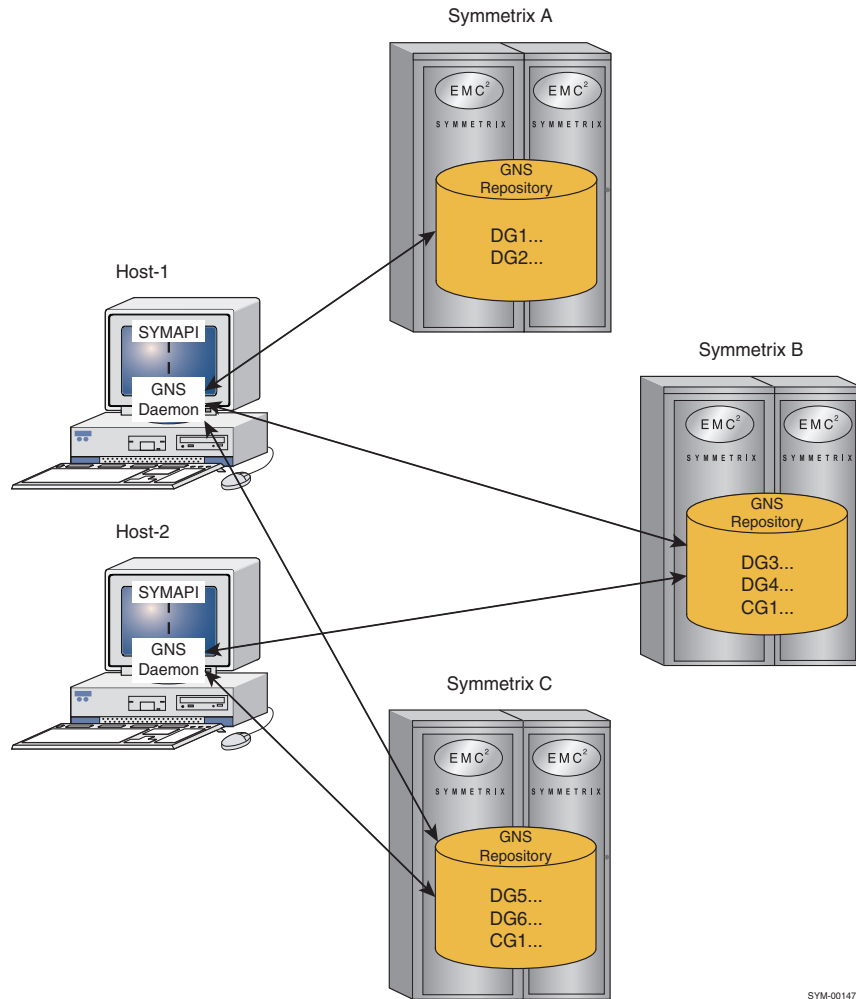 Symmetrix A
EMC² EMC²
SYMMETRIX SYMMETRIX
GNS
Repository
DG1...
DG2...
Host-1
SYMAPI
GNS
Daemon
Symmetrix B
EMC² EMC²
SYMMETRIX SYMMETRIX
GNS
Repository
DG3...
DG4...
CG1...
Host-2
SYMAPI
GNS
Daemon
Symmetrix C
EMC² EMC²
SYMMETRIX SYMMETRIX
GNS
Repository
DG5...
DG6...
CG1...
SYM-00147